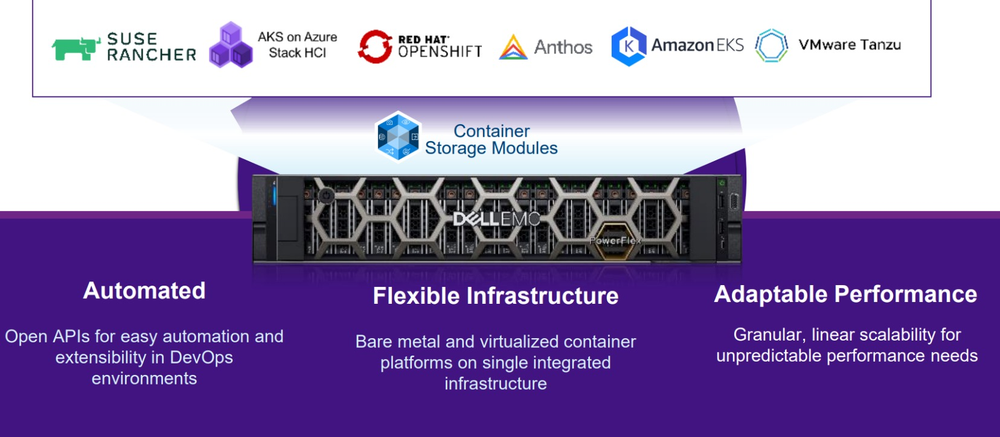 SUSE
RANCHER
AKS on Azure
Stack HCI
RED HAT
OPENSHIFT
Anthos
K
Amazon EKS
VMware Tanzu
Container
Storage Modules
DELLEMC
PowerFlex
Automated
Flexible Infrastructure
Adaptable Performance
Open APIs for easy automation and
extensibility in DevOps
environments
Bare metal and virtualized container
platforms on single integrated
infrastructure
Granular, linear scalability for
unpredictable performance needs